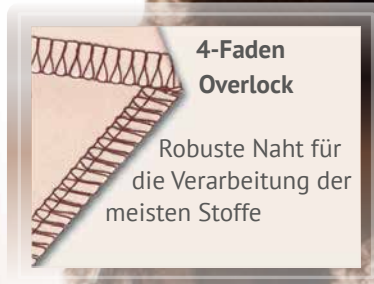 4-Faden
Overlock
Robuste Naht für
die Verarbeitung der
meisten Stoffe